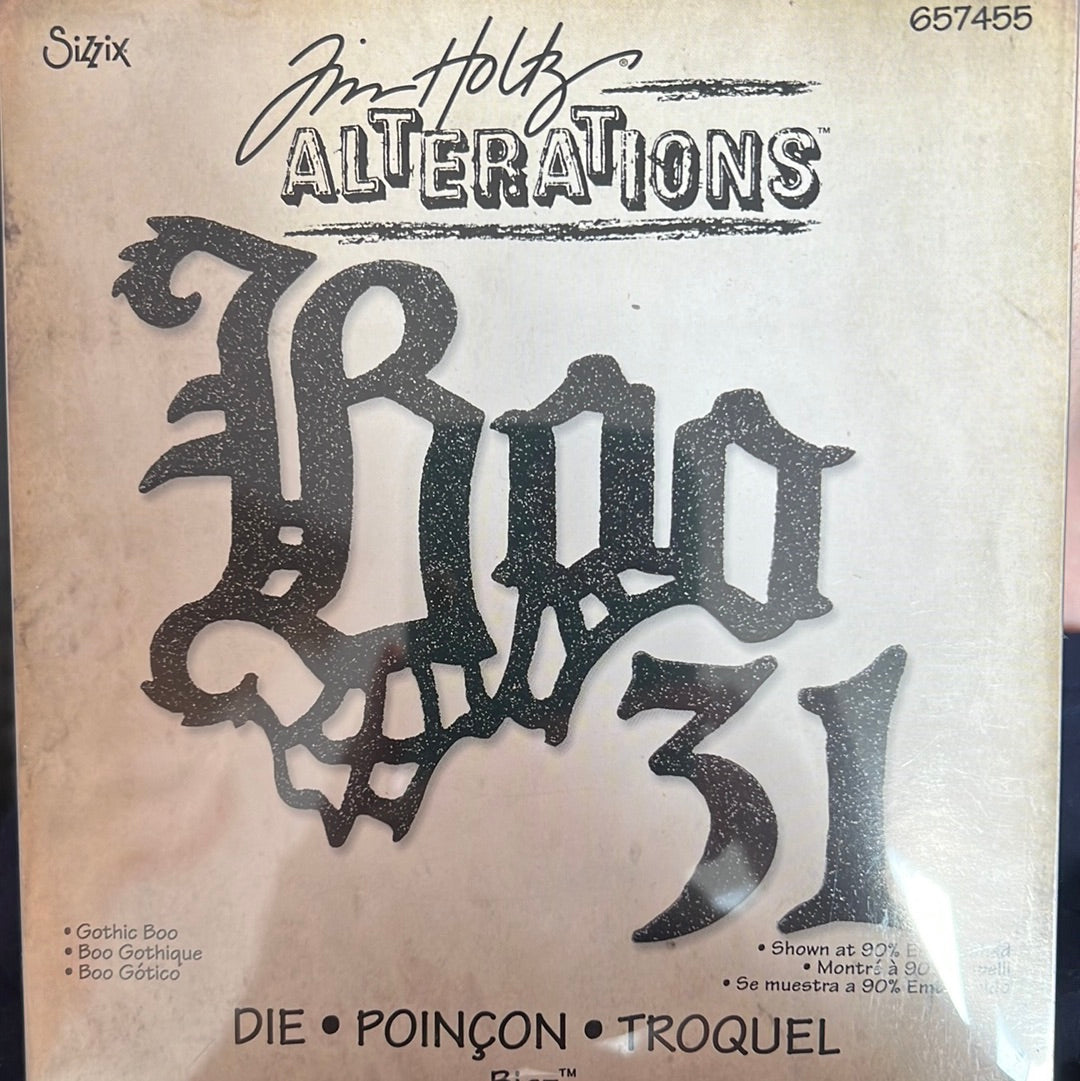 Sizzix
657455
Tim Holtz®
ALTERATIONS™
Boo
31
• Gothic Boo
• Boo Gothique
• Boo Gótico
• Shown at 90%
• Montré à 90
• Se muestra a 90%
DIE • POINÇON • TROQUEL